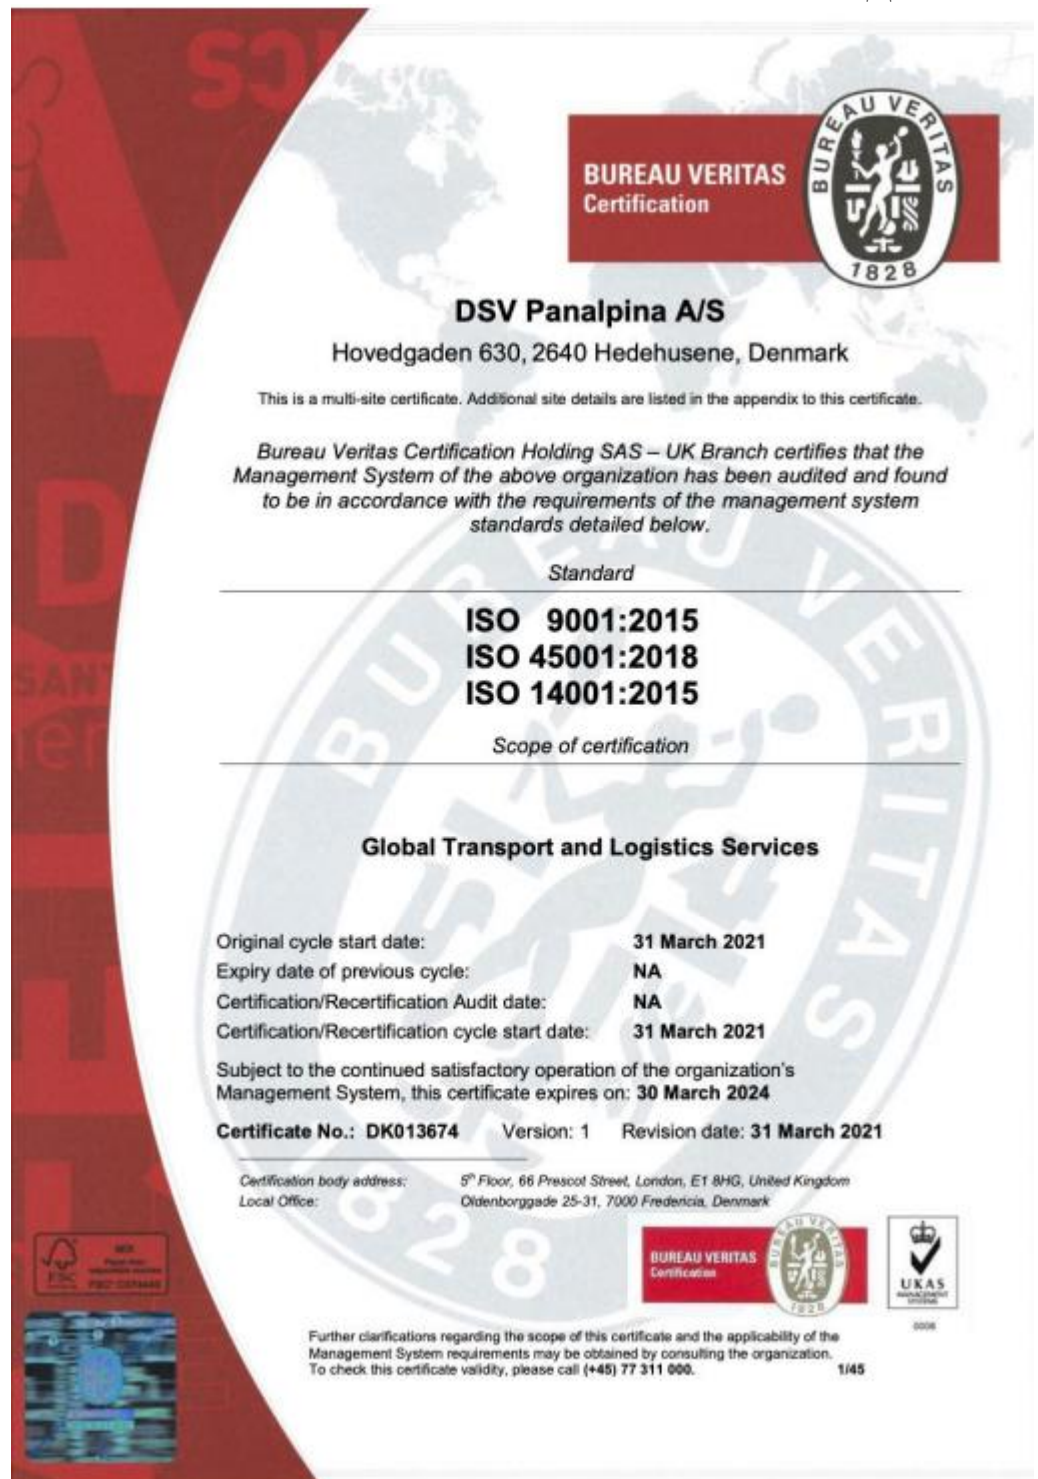 BUREAU VERITAS
Certification
BUREAU VERITAS
1828
DSV Panalpina A/S
Hovedgaden 630, 2640 Hedehusene, Denmark
This is a multi-site certificate. Additional site details are listed in the appendix to this certificate.
Bureau Veritas Certification Holding SAS – UK Branch certifies that the
Management System of the above organization has been audited and found
to be in accordance with the requirements of the management system
standards detailed below.
Standard
ISO 9001:2015
ISO 45001:2018
ISO 14001:2015
Scope of certification
Global Transport and Logistics Services
Original cycle start date: 31 March 2021
Expiry date of previous cycle: NA
Certification/Recertification Audit date: NA
Certification/Recertification cycle start date: 31 March 2021
Subject to the continued satisfactory operation of the organization's
Management System, this certificate expires on: 30 March 2024
Certificate No.: DK013674 Version: 1 Revision date: 31 March 2021
Certification body address: 5th Floor, 66 Prescot Street, London, E1 8HG, United Kingdom
Local Office: Oldenborggade 25-31, 7000 Fredericia, Denmark
BUREAU VERITAS
Certification
BUREAU VERITAS
1828
UKAS
MANAGEMENT
SYSTEMS
0008
FSC
MIX
Further clarifications regarding the scope of this certificate and the applicability of the
Management System requirements may be obtained by consulting the organization.
To check this certificate validity, please call (+45) 77 311 000. 1/45